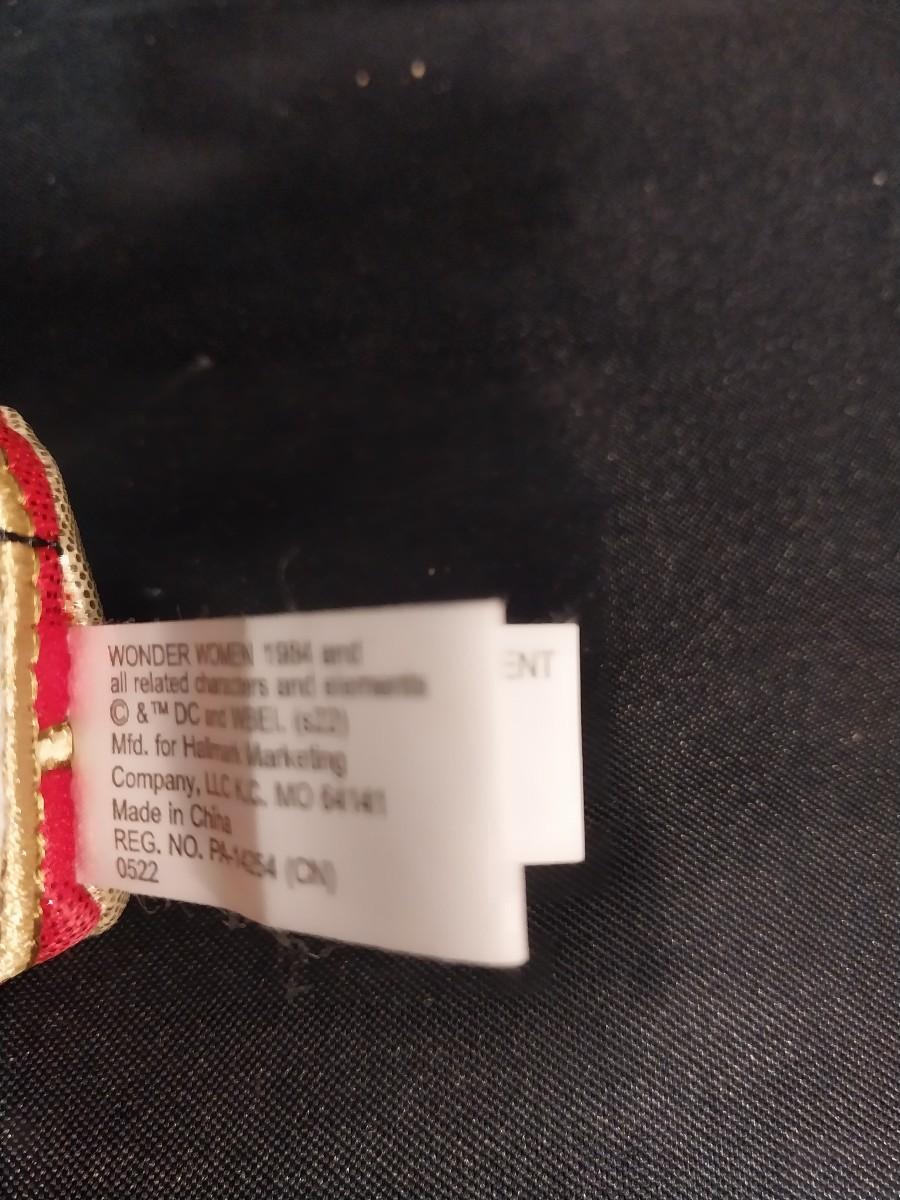 WONDER WOMEN 1984 and
all related characters and elements
© &™ DC and WBEI. (s22)
Mfd. for Hallmark Marketing
Company, LLC K.C. MO 64141
Made in China
REG. NO. PA-14254 (CN)
0522
ENT